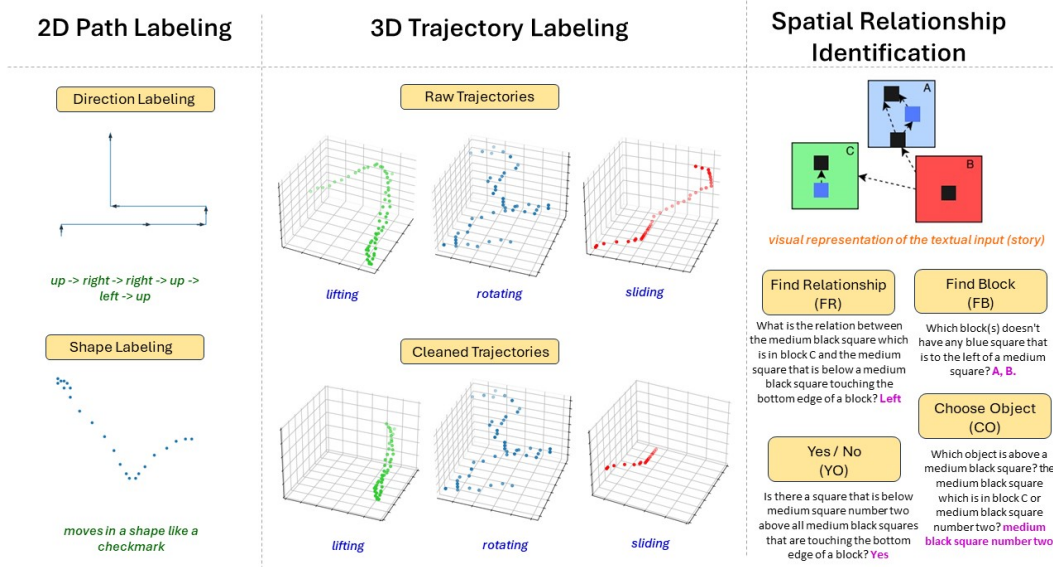 2D Path Labeling
3D Trajectory Labeling
Spatial Relationship
Identification
Direction Labeling
up -> right -> right -> up ->
left -> up
Shape Labeling
moves in a shape like a
checkmark
Raw Trajectories
lifting
rotating
sliding
Cleaned Trajectories
lifting
rotating
sliding
A
C
B
visual representation of the textual input (story)
Find Relationship
(FR)
What is the relation between
the medium black square which
is in block C and the medium
square that is below a medium
black square touching the
bottom edge of a block? Left
Find Block
(FB)
Which block(s) doesn't
have any blue square that
is to the left of a medium
square? A, B.
Yes / No
(YO)
Is there a square that is below
medium square number two
above all medium black squares
that are touching the bottom
edge of a block? Yes
Choose Object
(CO)
Which object is above a
medium black square? the
medium black square
which is in block C or
medium black square
number two? medium
black square number two